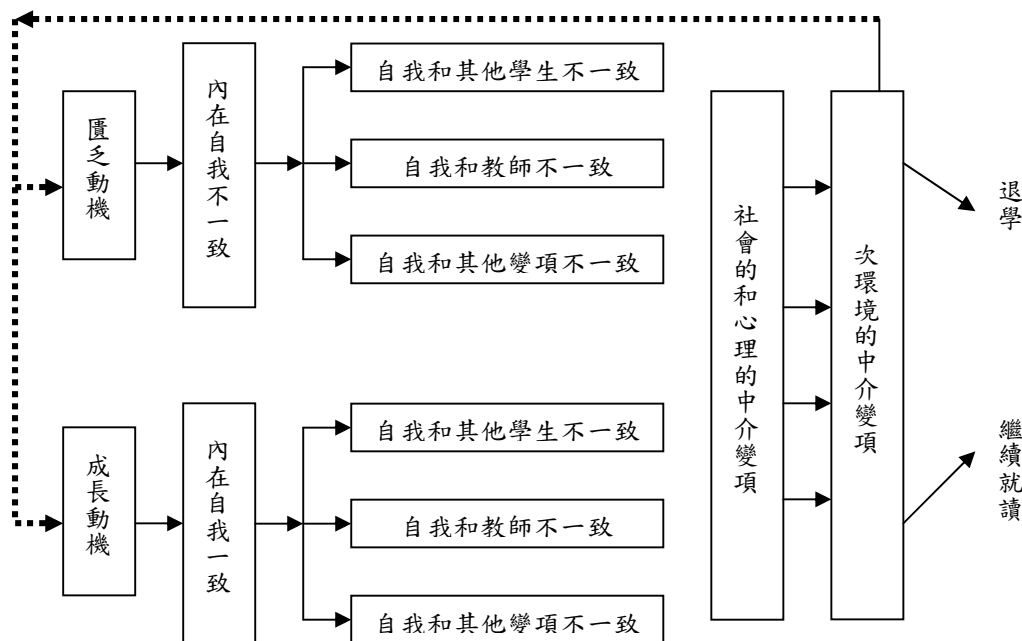 匱乏動機
內在自我不一致
自我和其他學生不一致
自我和教師不一致
自我和其他變項不一致
成長動機
內在自我一致
自我和其他學生不一致
自我和教師不一致
自我和其他變項不一致
社會的和心理的中介變項
次環境的中介變項
退學
繼續就讀